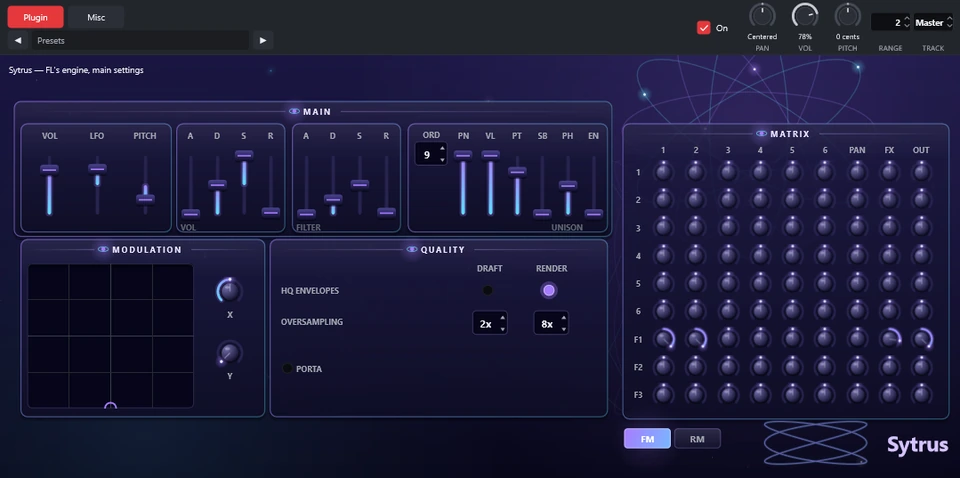 Plugin Misc
On
Centered 78% 0 cents 2 Master
PAN VOL PITCH RANGE TRACK
Presets
Sytrus — FL's engine, main settings
MAIN
VOL LFO PITCH A D S R A D S R ORD PN VL PT SB PH EN
9
VOL FILTER UNISON
MATRIX
1 2 3 4 5 6 PAN FX OUT
1
2
3
4
5
6
F1
F2
F3
MODULATION
X
Y
QUALITY
DRAFT RENDER
HQ ENVELOPES
OVERSAMPLING 2x 8x
PORTA
FM RM
Sytrus